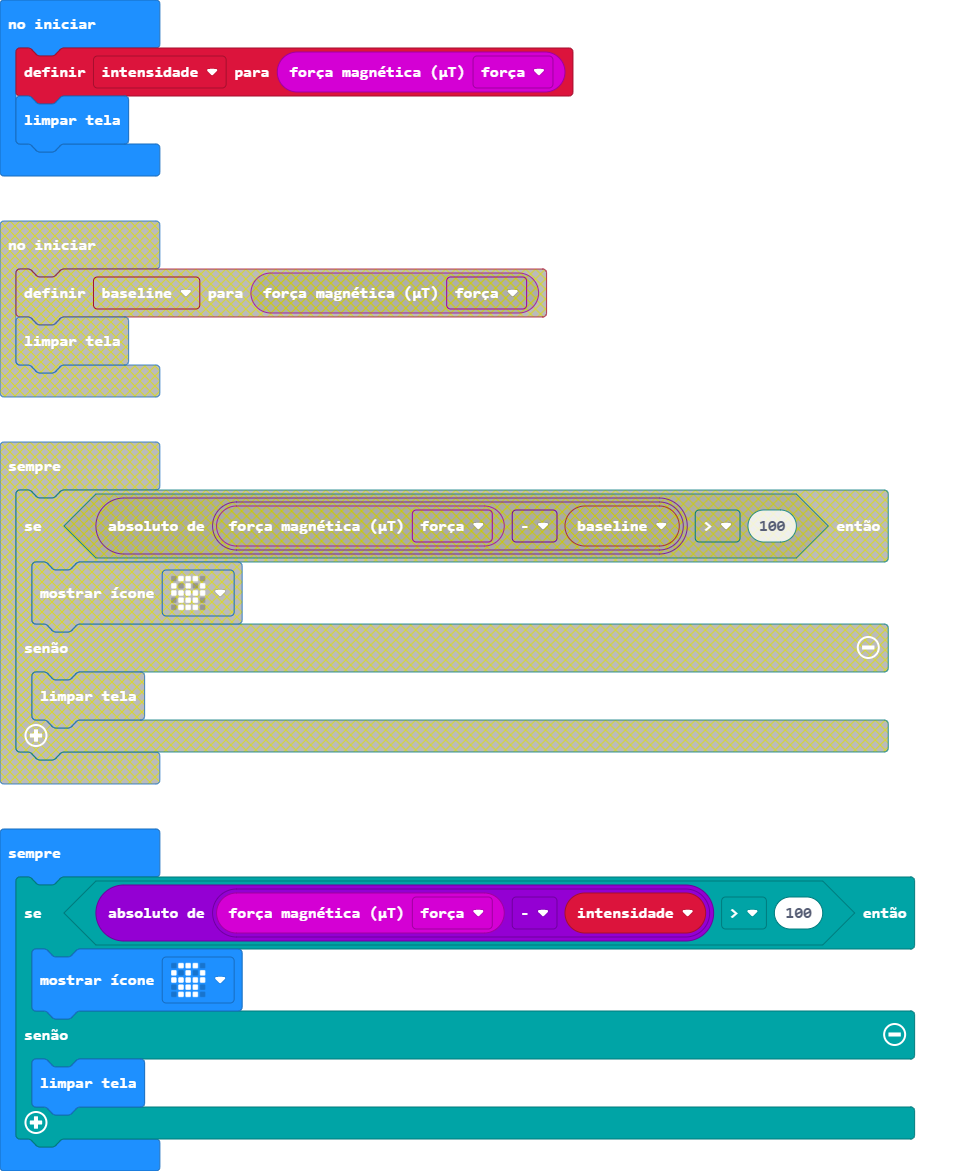 no iniciar
definir intensidade para força magnética (µT) força
limpar tela
no iniciar
definir baseline para força magnética (µT) força
limpar tela
sempre
se absoluto de força magnética (µT) força - baseline > 100 então
mostrar ícone
senão
limpar tela
sempre
se absoluto de força magnética (µT) força - intensidade > 100 então
mostrar ícone
senão
limpar tela